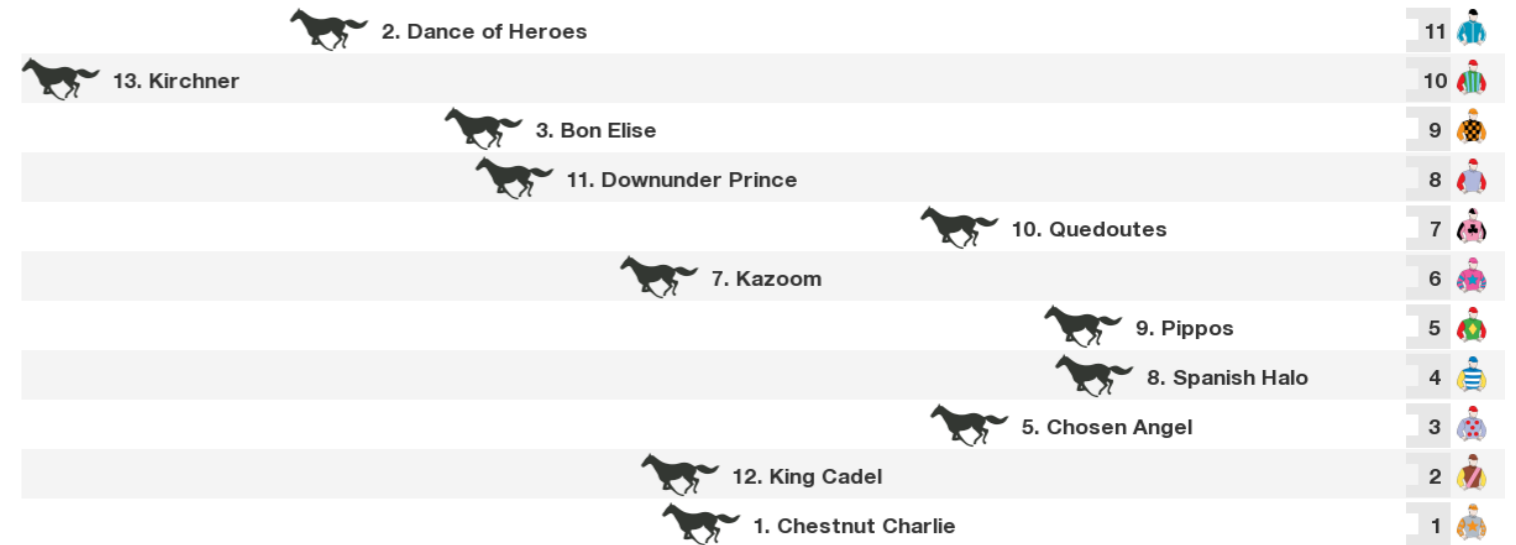 2. Dance of Heroes 11
13. Kirchner 10
3. Bon Elise 9
11. Downunder Prince 8
10. Quedoutes 7
7. Kazoom 6
9. Pippos 5
8. Spanish Halo 4
5. Chosen Angel 3
12. King Cadel 2
1. Chestnut Charlie 1